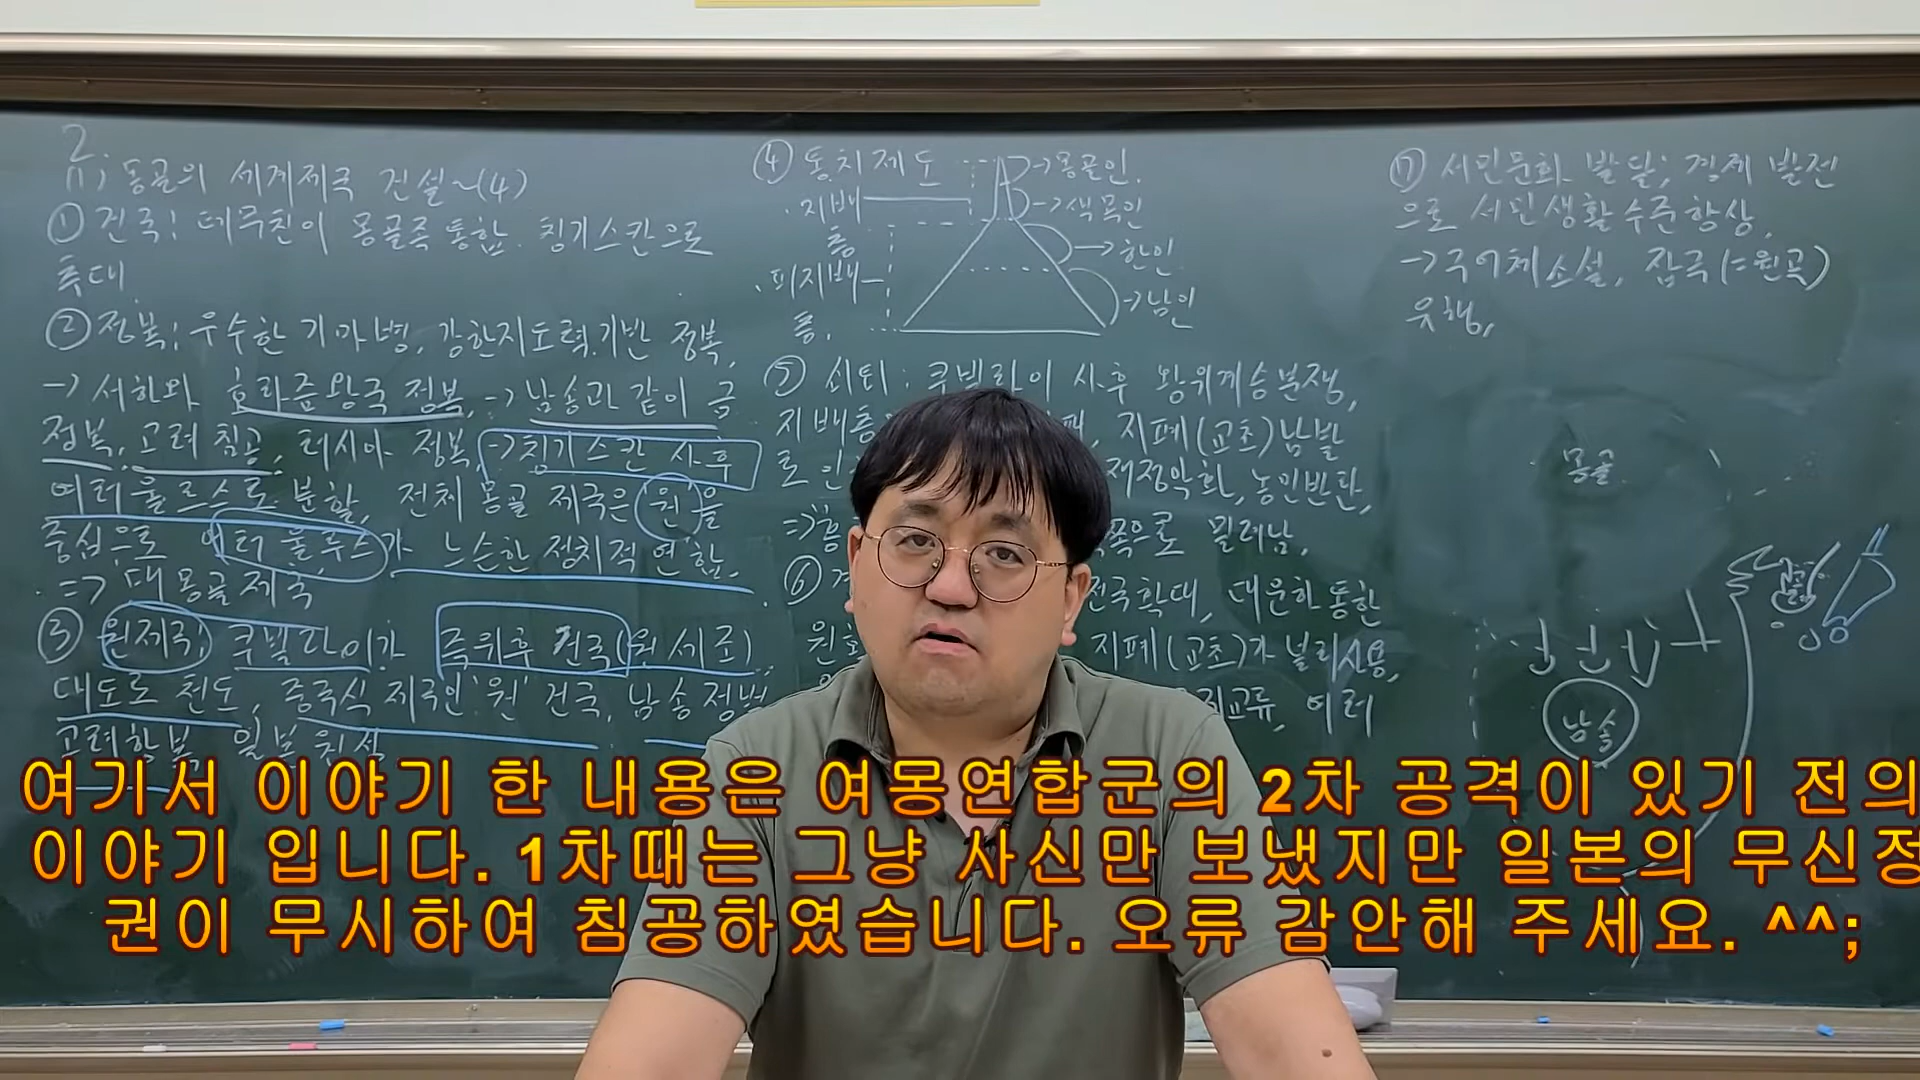 2.
(1) 몽골의 세계제국 건설~(4)
① 건국: 테무친이 몽골족 통합. 칭기스칸으로
추대.
② 정복: 우수한 기마병, 강한지도력.기반 정복,
-> 서하와 호라즘왕국 정복, -> 남송과 같이 금
정복, 고려 침공, 러시아 정복, -> 칭기스칸 사후
여러 울루스로 분할, 전체 몽골 제국은 '원'을
중심으로 여러 울루스가 느슨한 정치적 연합.
=> 대 몽골 제국
③ 원제국: 쿠빌라이가 즉위후 건국(원 세조)
대도로 천도, 중국식 제국인 '원' 건국, 남송정벌
고려항복, 일본원정
④ 통치제도
지배
층
피지배
층.
->몽골인.
->색목인
->한인
->남인
⑤ 쇠퇴: 쿠빌라이 사후 왕위계승분쟁,
지배층, 지폐(교초)남발
로 인 재정악화, 농민반란,
=> 쪽으로 밀려남.
⑥ 전국확대, 대운하 통한
원 지폐(교초)가 널리사용,
교류, 여러
⑦ 서민문화 발달; 경제 발전
으로 서민생활수준향상,
-> 구어체소설, 잡극(=원곡)
유행,
몽골
남송
여기서 이야기 한 내용은 여몽연합군의 2차 공격이 있기 전의
이야기 입니다. 1차때는 그냥 사신만 보냈지만 일본의 무신정
권이 무시하여 침공하였습니다. 오류 감안해 주세요. ^^;